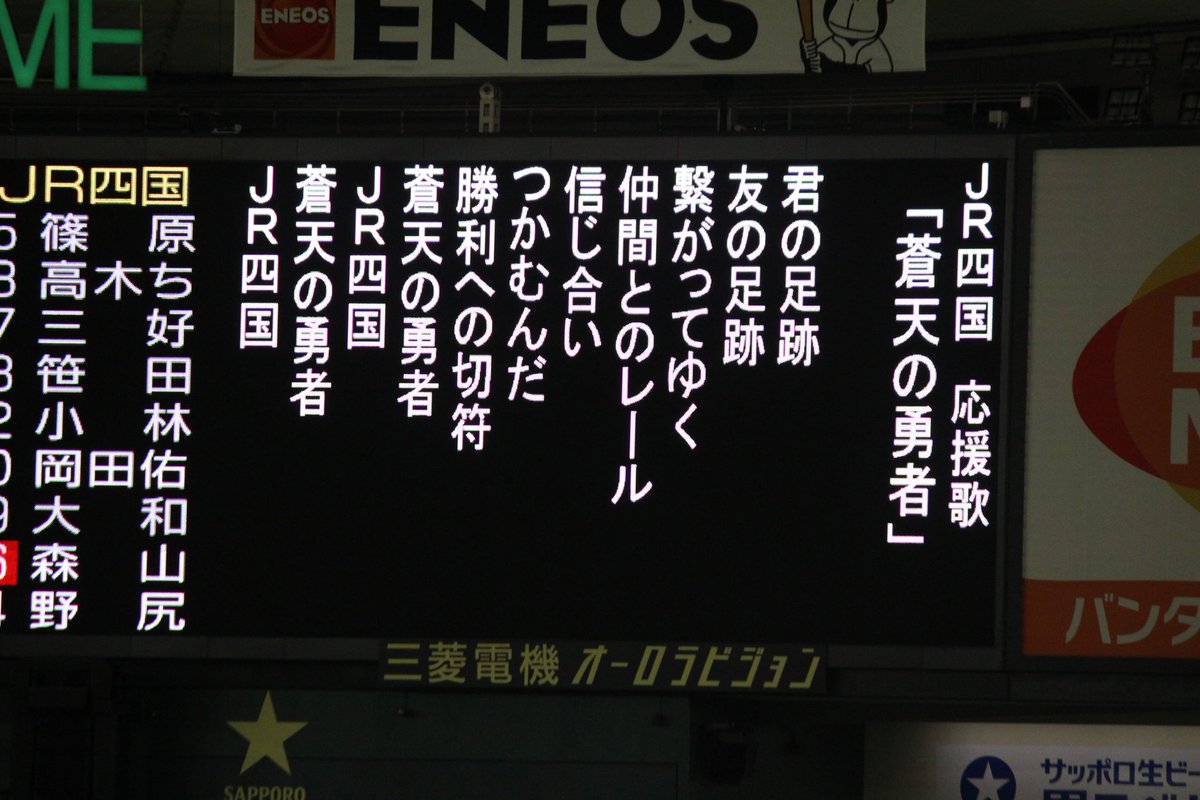 ME
ENEOS
ENEOS
JR四国 応援歌
「蒼天の勇者」
君の足跡
友の足跡
繋がってゆく
仲間とのレール
信じ合い
つかむんだ
勝利への切符
蒼天の勇者
JR四国
蒼天の勇者
JR四国
JR四国
篠 原
高木ち
三 好
笹 田
小 林
岡田佑
大 和
森 山
野 尻
バンタ
三菱電機 オーロラビジョン
SAPPORO
サッポロ生ビー